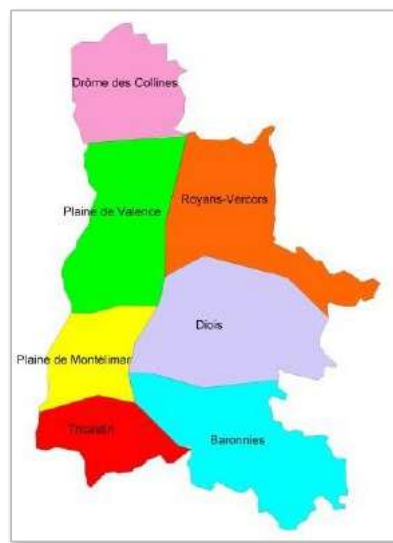 Drôme des Collines
Royans-Vercors
Plaine de Valence
Diois
Plaine de Montélimar
Tricastin
Baronnies